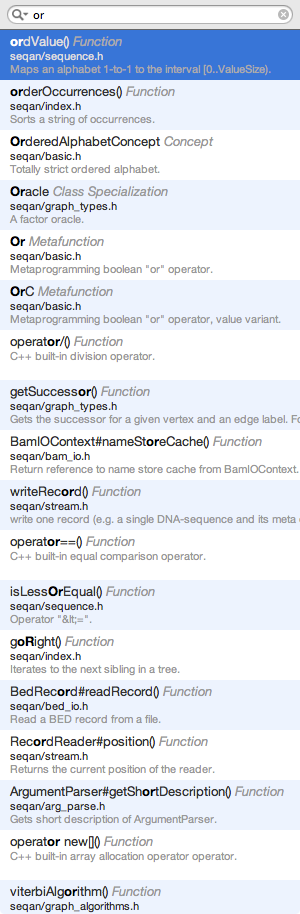 or
ordValue() Function
seqan/sequence.h
Maps an alphabet 1-to-1 to the interval [0..ValueSize).
orderOccurrences() Function
seqan/index.h
Sorts a string of occurrences.
OrderedAlphabetConcept Concept
seqan/basic.h
Totally strict ordered alphabet.
Oracle Class Specialization
seqan/graph_types.h
A factor oracle.
Or Metafunction
seqan/basic.h
Metaprogramming boolean "or" operator.
OrC Metafunction
seqan/basic.h
Metaprogramming boolean "or" operator, value variant.
operator/() Function
C++ built-in division operator.
getSuccessor() Function
seqan/graph_types.h
Gets the successor for a given vertex and an edge label. Fo
BamIOContext#nameStoreCache() Function
seqan/bam_io.h
Return reference to name store cache from BamIOContext.
writeRecord() Function
seqan/stream.h
write one record (e.g. a single DNA-sequence and its meta
operator==() Function
C++ built-in equal comparison operator.
isLessOrEqual() Function
seqan/sequence.h
Operator "&lt;=".
goRight() Function
seqan/index.h
Iterates to the next sibling in a tree.
BedRecord#readRecord() Function
seqan/bed_io.h
Read a BED record from a file.
RecordReader#position() Function
seqan/stream.h
Returns the current position of the reader.
ArgumentParser#getShortDescription() Function
seqan/arg_parse.h
Gets short description of ArgumentParser.
operator new[]() Function
C++ built-in array allocation operator operator.
viterbiAlgorithm() Function
seqan/graph_algorithms.h